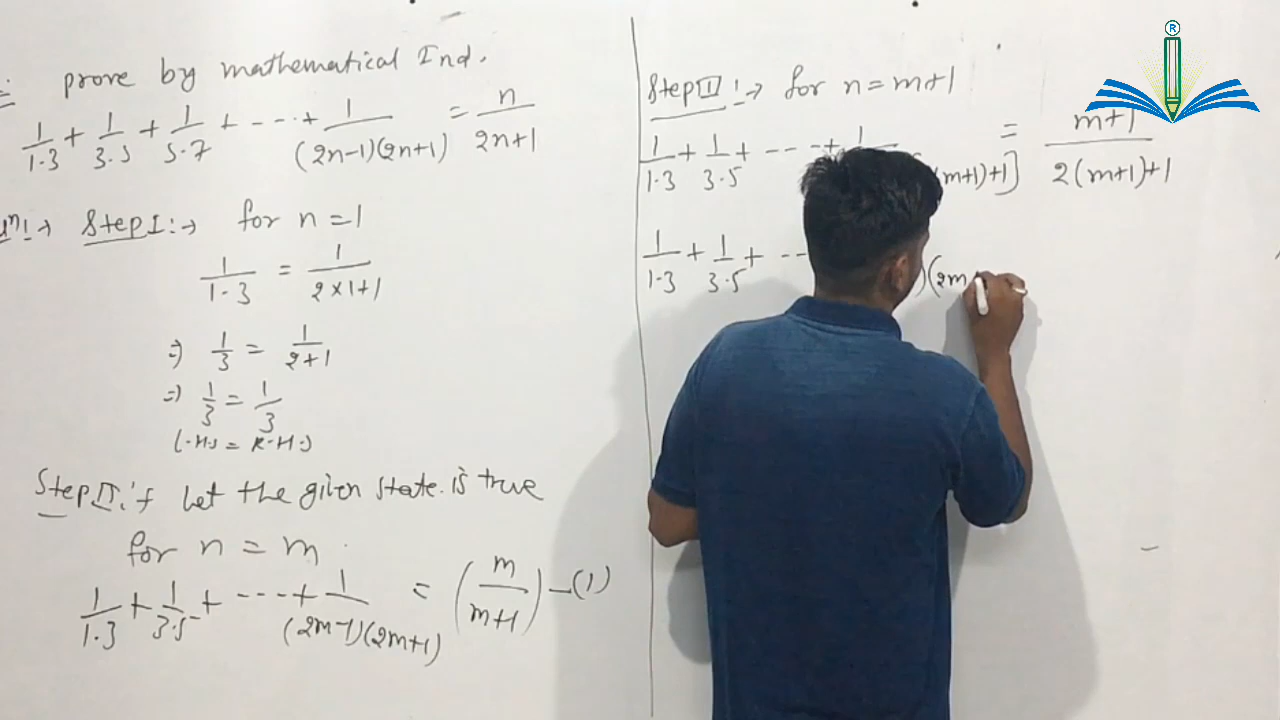 prove by mathematical Ind.
1/1·3 + 1/3·5 + 1/5·7 + ---+ 1/(2n-1)(2n+1) = n/2n+1
Step I:→ for n = 1
1/1·3 = 1/2×1+1
=) 1/3 = 1/2+1
=) 1/3 = 1/3
L·H·S = R·H·S
Step II:→ Let the given state. is true
for n = m
1/1·3 + 1/3·5 + ----+ 1/(2m-1)(2m+1) = (m/m+1) —(1)
:→ for n = m+1
1/1·3 + 1/3·5 + ---+ 1/ (m+1)+1] = m+1/2(m+1)+1
1/1·3 + 1/3·5 + -- )(2m
®